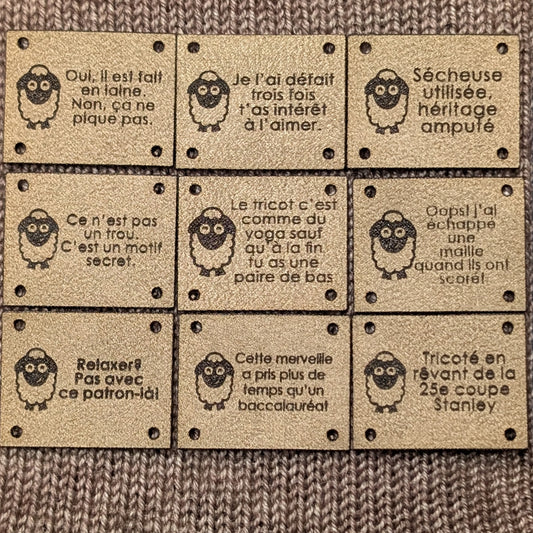 Oui, il est fait
en laine.
Non, ça ne
pique pas.
Je l'ai défait
trois fois
t'as intérêt
à l'aimer.
Sécheuse
utilisée,
héritage
amputé
Ce n'est pas
un trou.
C'est un motif
secret.
Le tricot c'est
comme du
yoga sauf
qu'à la fin
tu as une
paire de bas
Oops! j'ai
échappé
une
maille
quand ils ont
scoré!
Relaxer?
Pas avec
ce patron-là!
Cette merveille
a pris plus de
temps qu'un
baccalauréat
Tricoté en
rêvant de la
25e coupe
Stanley